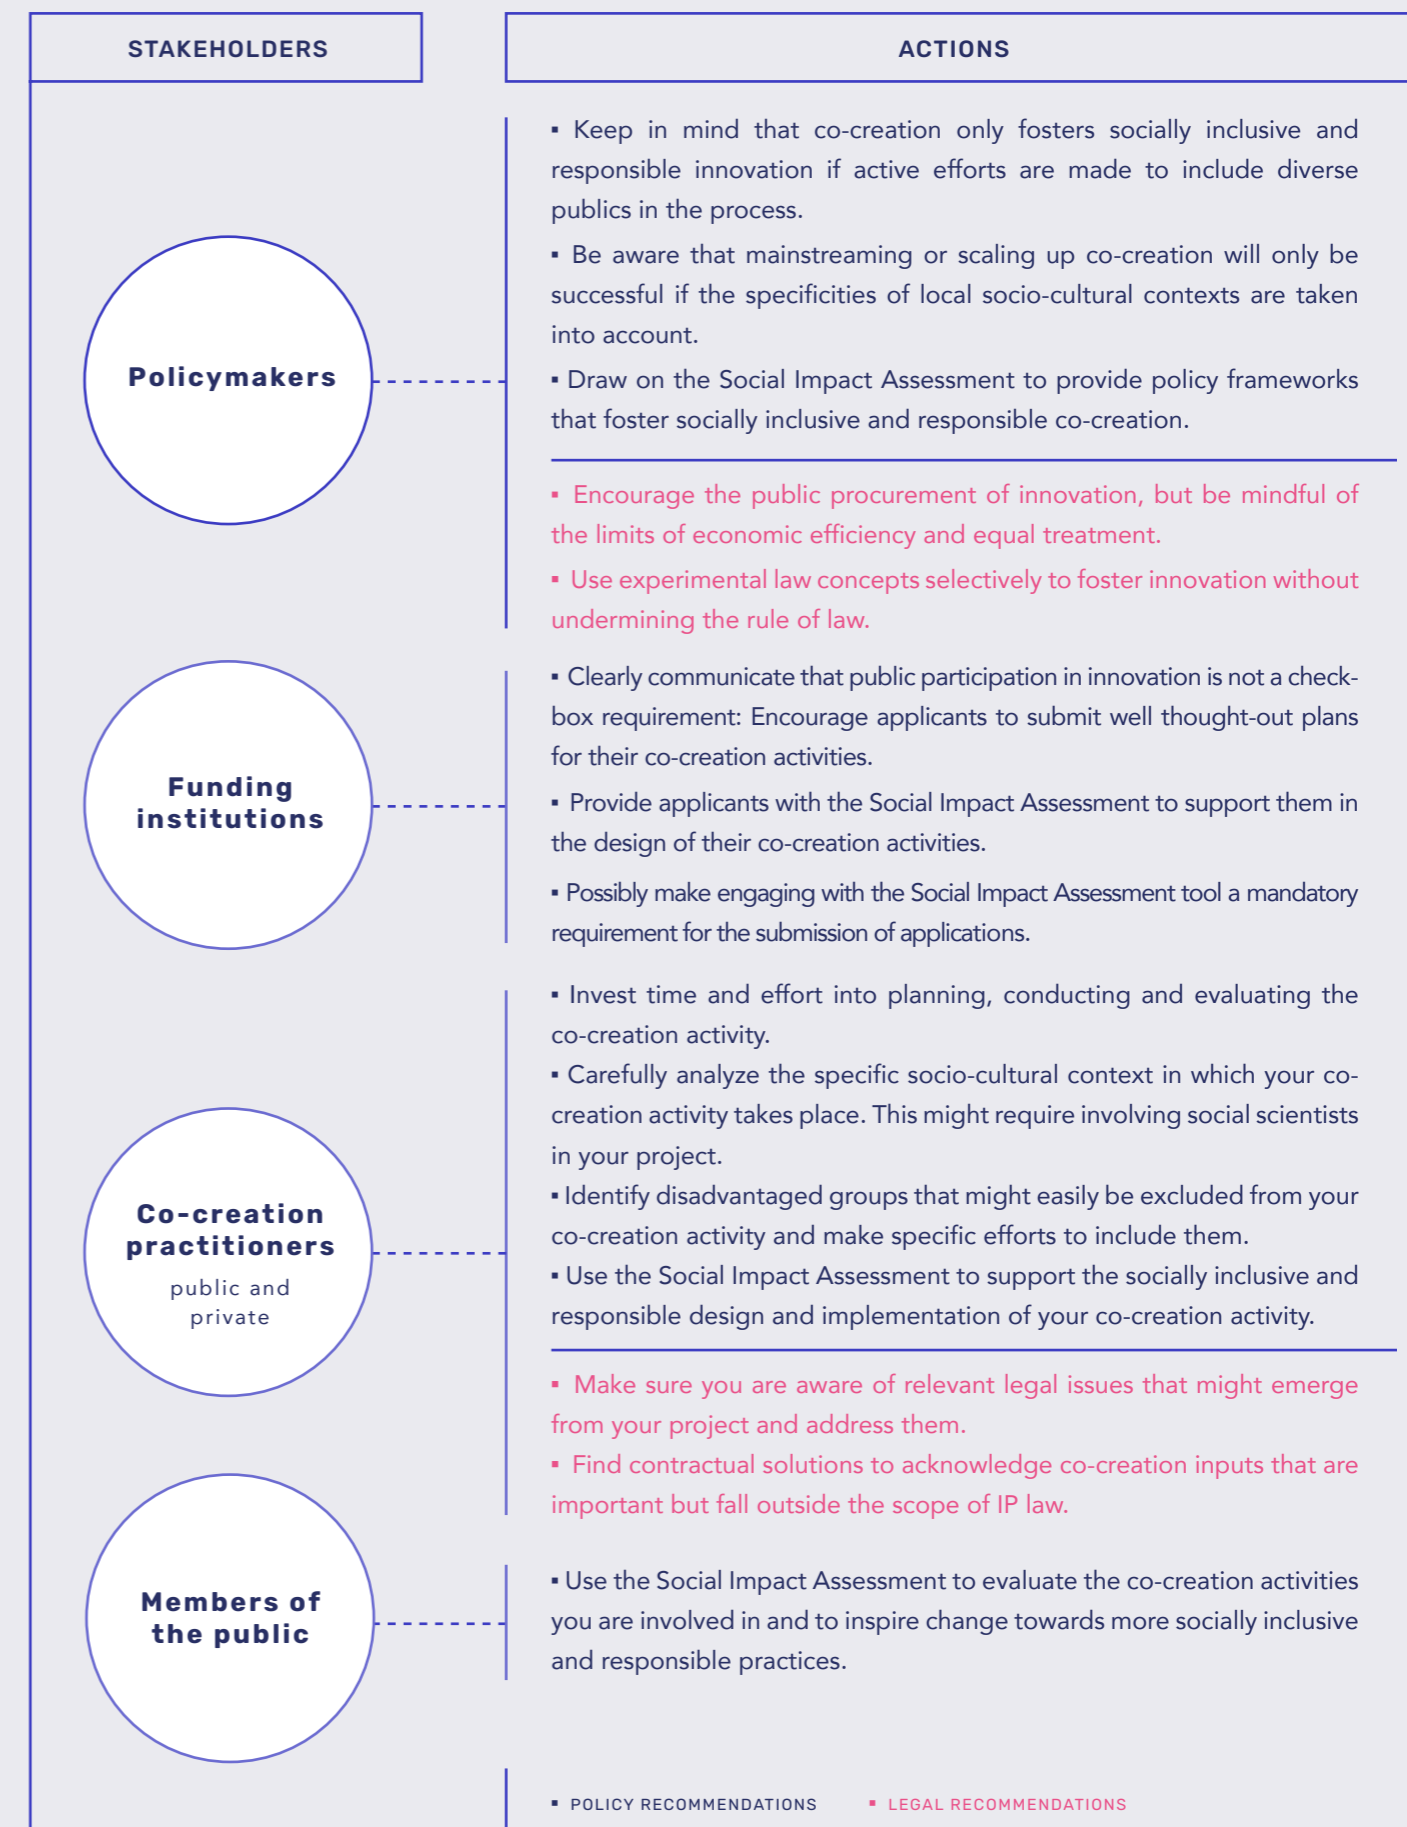 STAKEHOLDERS
ACTIONS
Policymakers
▪ Keep in mind that co-creation only fosters socially inclusive and
responsible innovation if active efforts are made to include diverse
publics in the process.
▪ Be aware that mainstreaming or scaling up co-creation will only be
successful if the specificities of local socio-cultural contexts are taken
into account.
▪ Draw on the Social Impact Assessment to provide policy frameworks
that foster socially inclusive and responsible co-creation.
▪ Encourage the public procurement of innovation, but be mindful of
the limits of economic efficiency and equal treatment.
▪ Use experimental law concepts selectively to foster innovation without
undermining the rule of law.
Funding
institutions
▪ Clearly communicate that public participation in innovation is not a check-
box requirement: Encourage applicants to submit well thought-out plans
for their co-creation activities.
▪ Provide applicants with the Social Impact Assessment to support them in
the design of their co-creation activities.
▪ Possibly make engaging with the Social Impact Assessment tool a mandatory
requirement for the submission of applications.
Co-creation
practitioners
public and
private
▪ Invest time and effort into planning, conducting and evaluating the
co-creation activity.
▪ Carefully analyze the specific socio-cultural context in which your co-
creation activity takes place. This might require involving social scientists
in your project.
▪ Identify disadvantaged groups that might easily be excluded from your
co-creation activity and make specific efforts to include them.
▪ Use the Social Impact Assessment to support the socially inclusive and
responsible design and implementation of your co-creation activity.
▪ Make sure you are aware of relevant legal issues that might emerge
from your project and address them.
▪ Find contractual solutions to acknowledge co-creation inputs that are
important but fall outside the scope of IP law.
Members of
the public
▪ Use the Social Impact Assessment to evaluate the co-creation activities
you are involved in and to inspire change towards more socially inclusive
and responsible practices.
▪ POLICY RECOMMENDATIONS ▪ LEGAL RECOMMENDATIONS